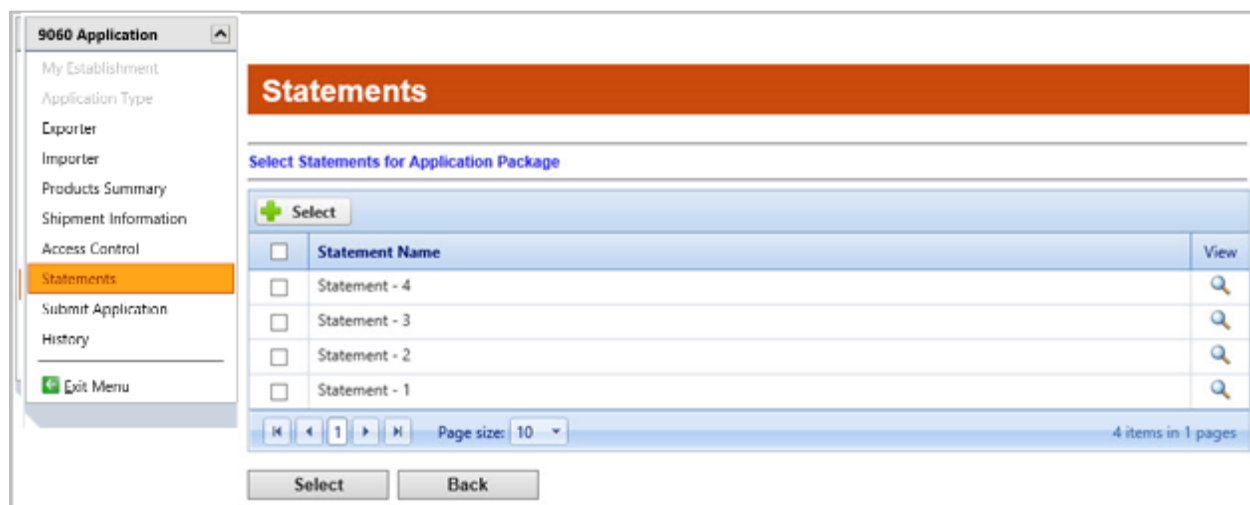 9060 Application
My Establishment
Application Type
Exporter
Importer
Products Summary
Shipment Information
Access Control
Statements
Submit Application
History
Exit Menu
Statements
Select Statements for Application Package
Select
Statement Name View
Statement - 4
Statement - 3
Statement - 2
Statement - 1
1 Page size: 10 4 items in 1 pages
Select Back